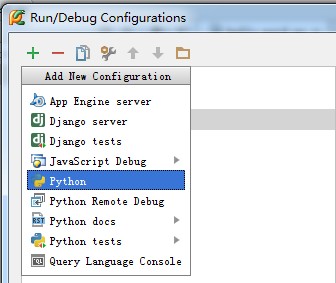 Run/Debug Configurations
Add New Configuration
App Engine server
Django server
Django tests
JavaScript Debug
Python
Python Remote Debug
Python docs
Python tests
Query Language Console